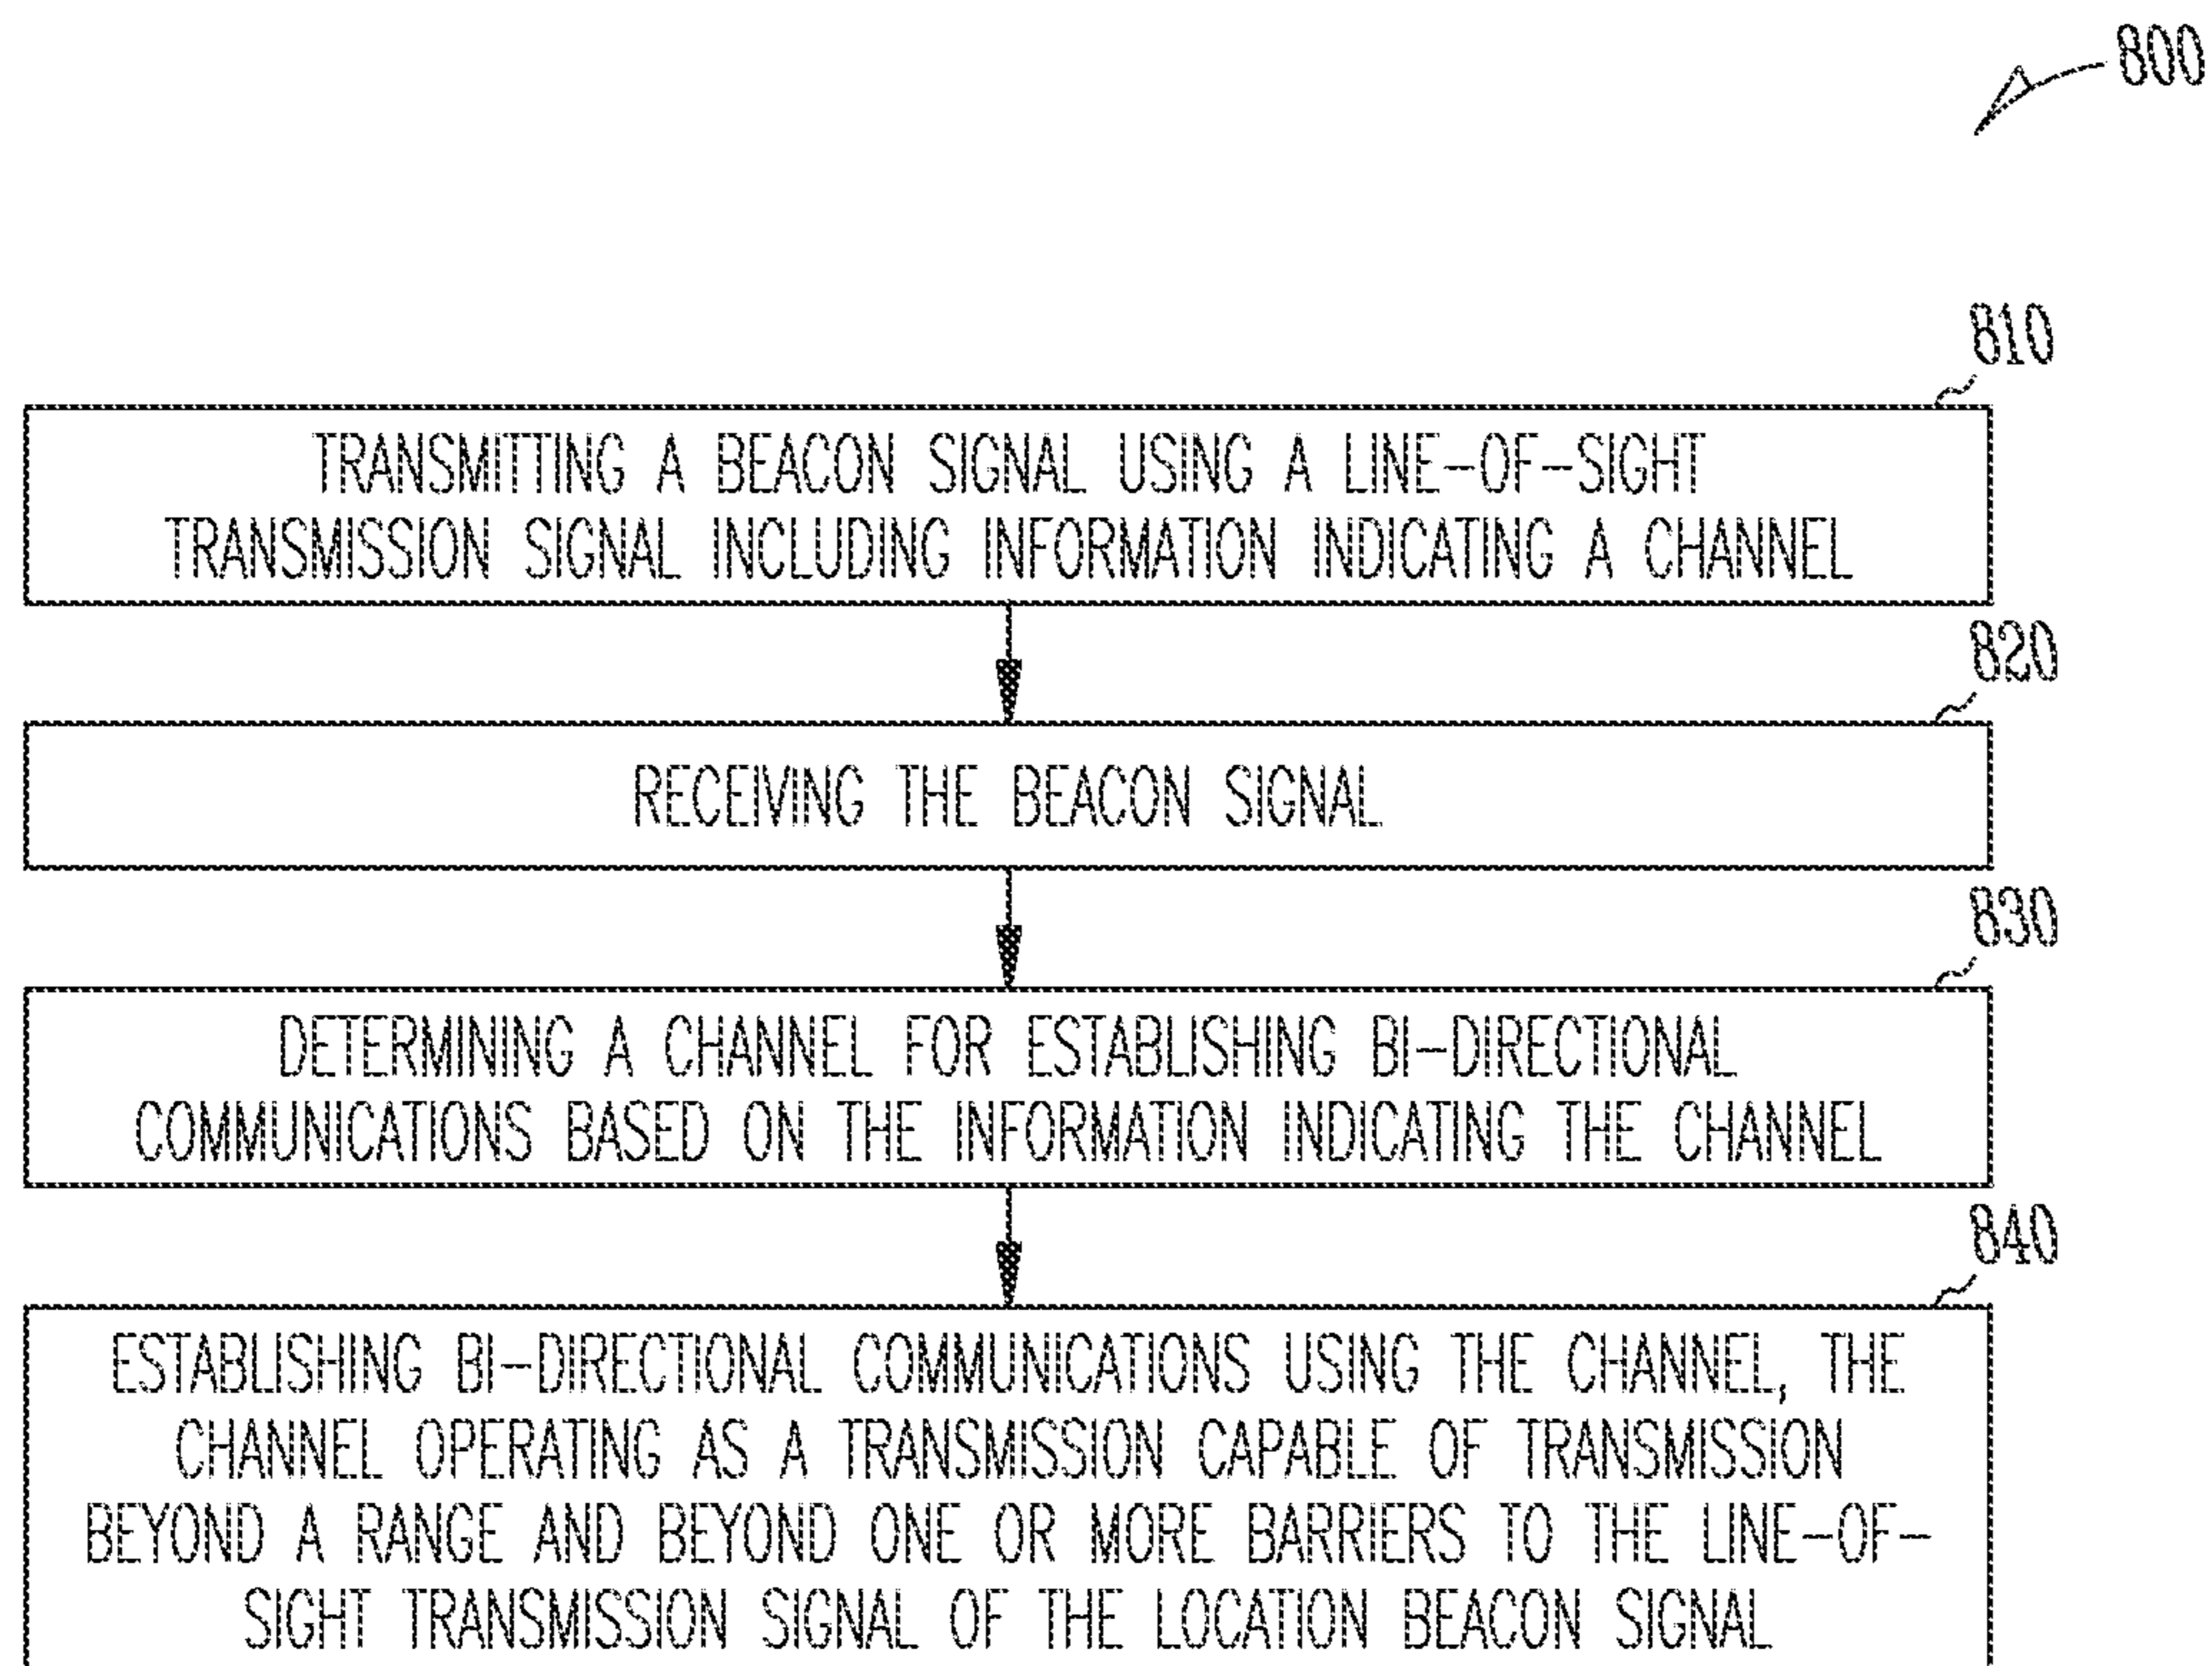 800
810
TRANSMITTING A BEACON SIGNAL USING A LINE-OF-SIGHT
TRANSMISSION SIGNAL INCLUDING INFORMATION INDICATING A CHANNEL
820
RECEIVING THE BEACON SIGNAL
830
DETERMINING A CHANNEL FOR ESTABLISHING BI-DIRECTIONAL
COMMUNICATIONS BASED ON THE INFORMATION INDICATING THE CHANNEL
840
ESTABLISHING BI-DIRECTIONAL COMMUNICATIONS USING THE CHANNEL, THE
CHANNEL OPERATING AS A TRANSMISSION CAPABLE OF TRANSMISSION
BEYOND A RANGE AND BEYOND ONE OR MORE BARRIERS TO THE LINE-OF-
SIGHT TRANSMISSION SIGNAL OF THE LOCATION BEACON SIGNAL